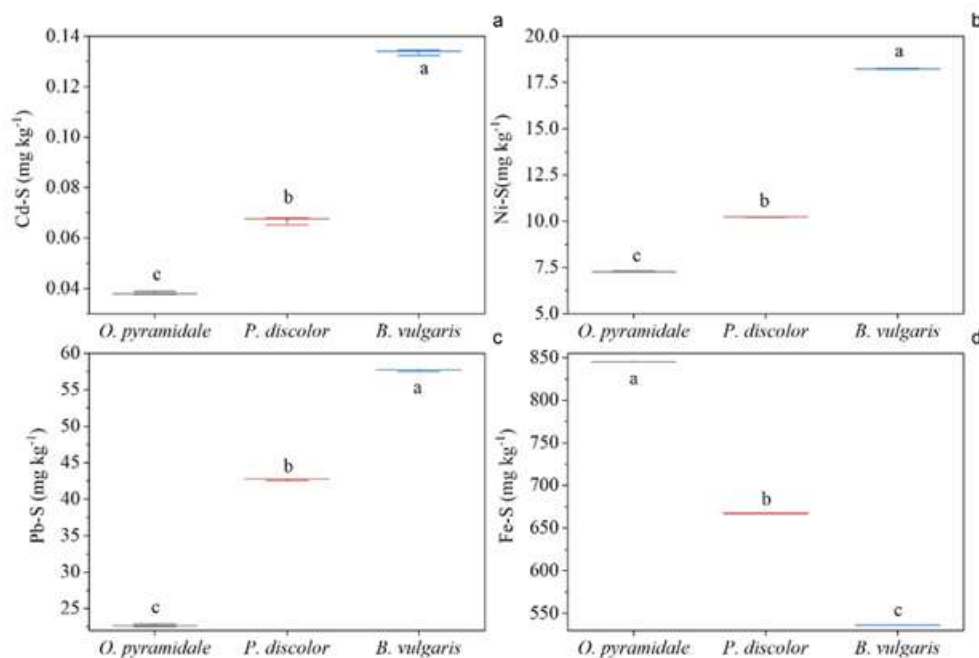 a
Cd-S (mg kg⁻¹)
0.14
0.12
0.10
0.08
0.06
0.04
c
b
a
O. pyramidale P. discolor B. vulgaris
b
Ni-S(mg kg⁻¹)
20.0
17.5
15.0
12.5
10.0
7.5
5.0
c
b
a
O. pyramidale P. discolor B. vulgaris
c
Pb-S (mg kg⁻¹)
60
55
50
45
40
35
30
25
c
b
a
O. pyramidale P. discolor B. vulgaris
d
Fe-S (mg kg⁻¹)
850
800
750
700
650
600
550
a
b
c
O. pyramidale P. discolor B. vulgaris